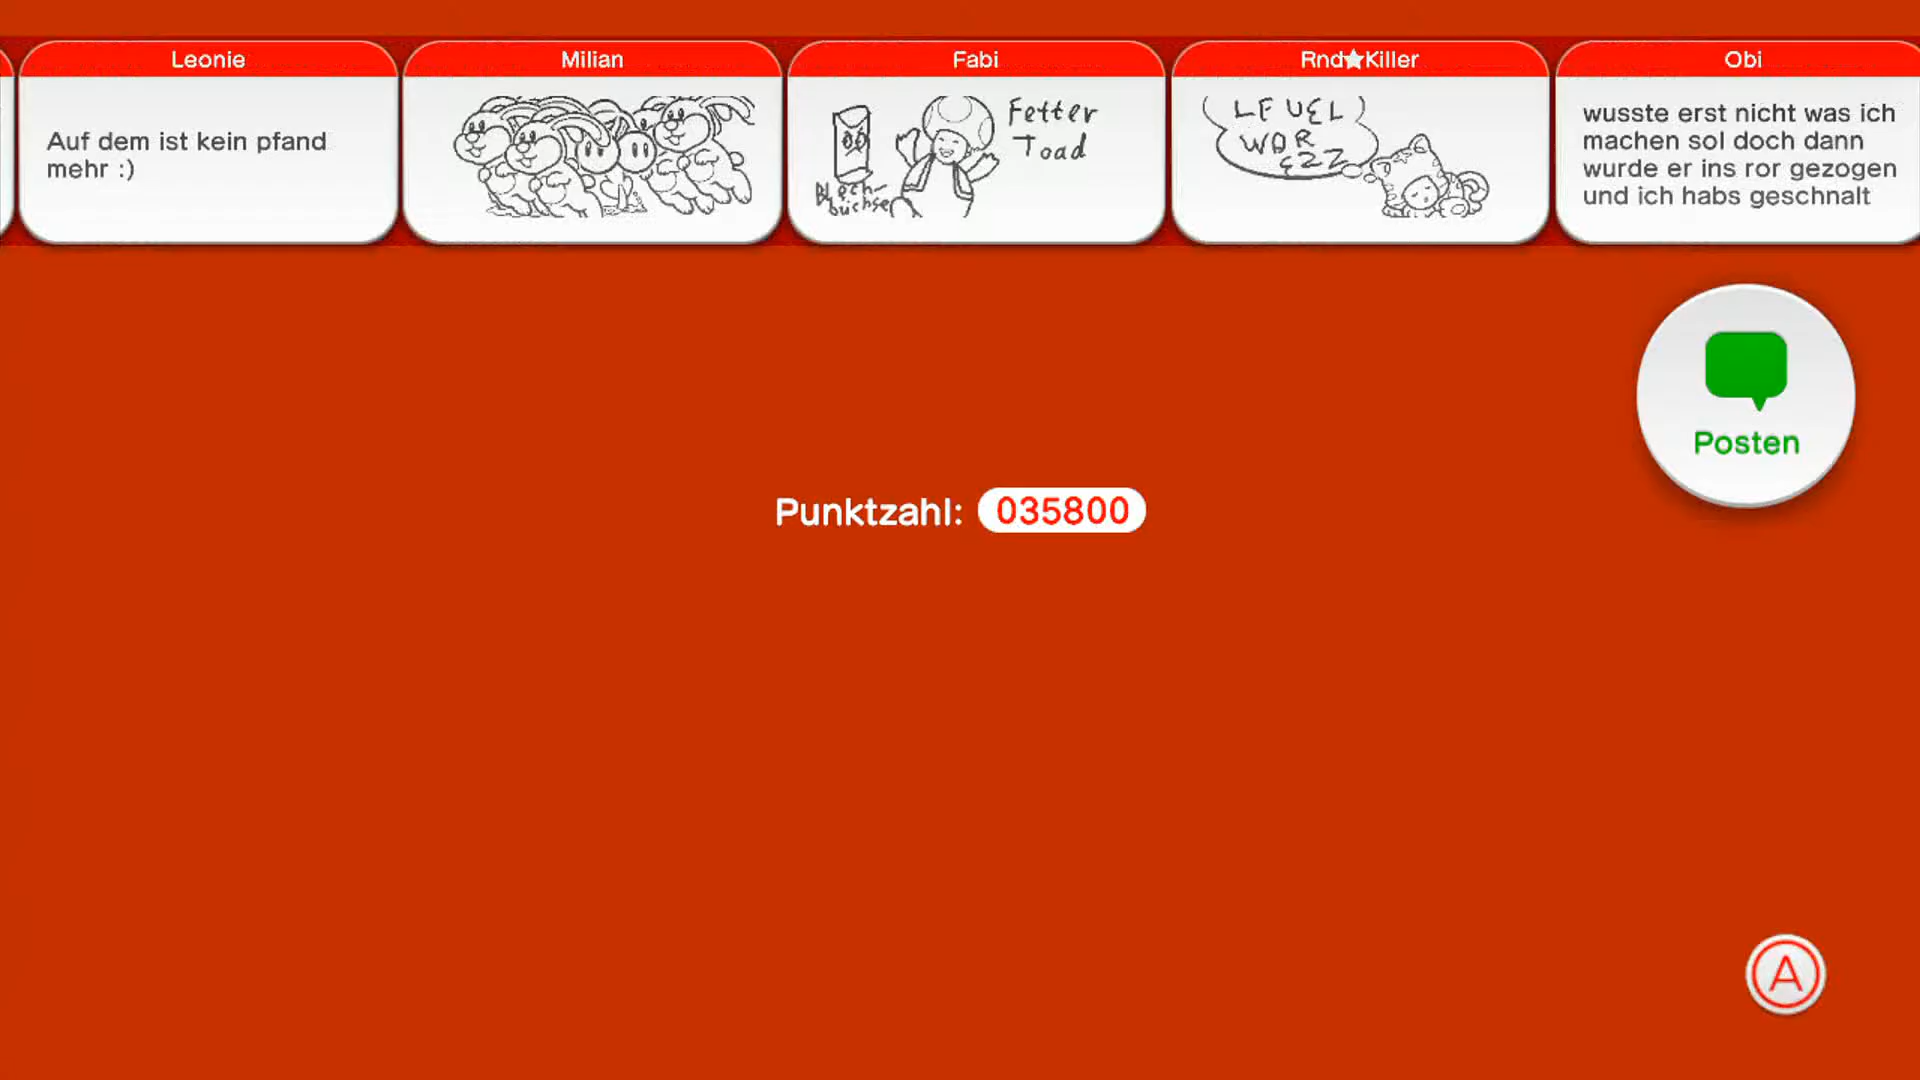 Leonie
Auf dem ist kein pfand
mehr :)
Milian
Fabi
Fetter
Toad
Blech-
büchse
Rnd★Killer
LEVEL
WAR
EZZ
Obi
wusste erst nicht was ich
machen sol doch dann
wurde er ins ror gezogen
und ich habs geschnalt
Posten
Punktzahl: 035800
A